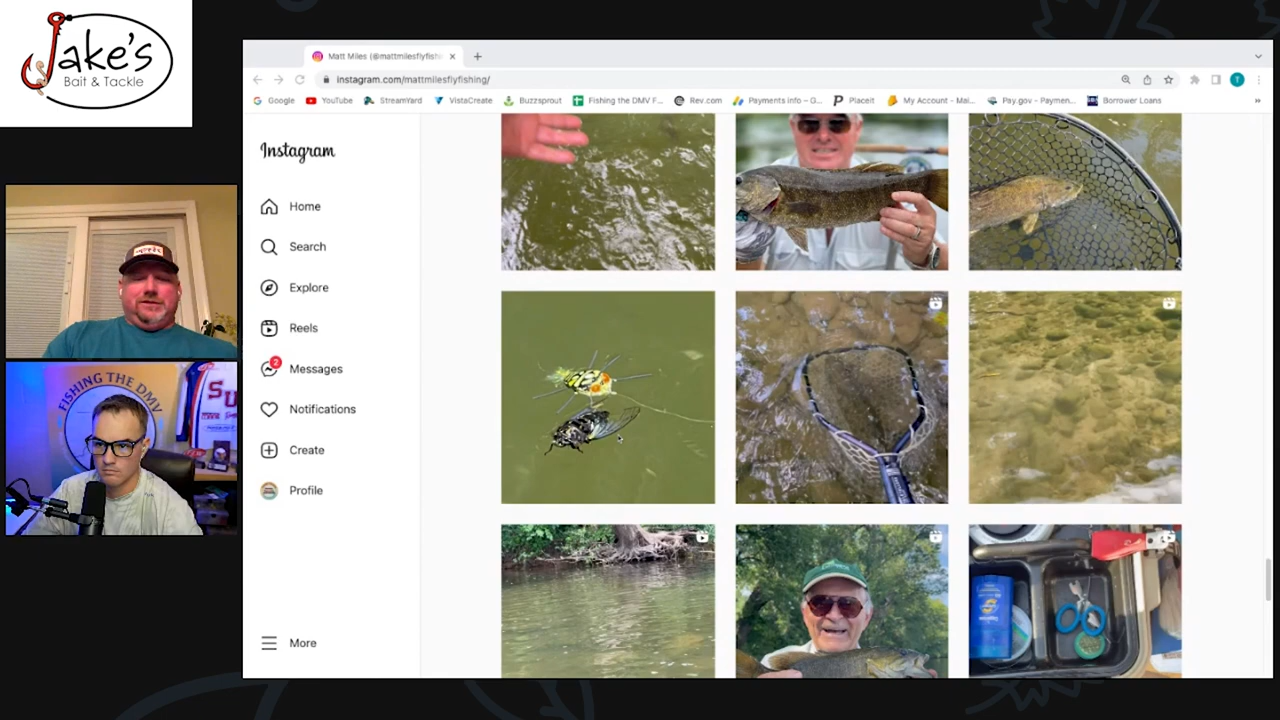 Jake's
Bait & Tackle
Matt Miles (@mattmilesflyfishi
instagram.com/mattmilesflyfishing/
Google
YouTube
StreamYard
VistaCreate
Buzzsprout
Fishing the DMV F...
Rev.com
Payments info – G...
Placeit
My Account - Mai...
Pay.gov - Paymen...
Borrower Loans
»
T
Instagram
Home
Search
Explore
Reels
2
Messages
Notifications
Create
Profile
More
FISHING THE DMV
SU